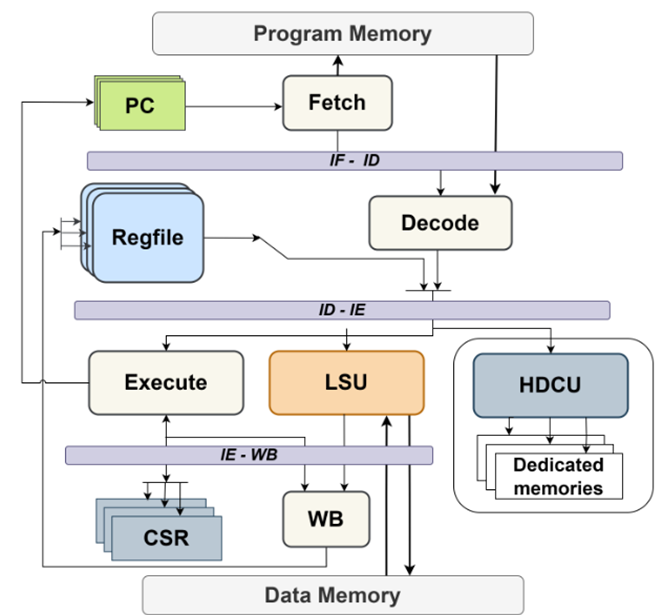 Program Memory
PC
Fetch
IF - ID
Regfile
Decode
ID - IE
Execute
LSU
HDCU
IE - WB
Dedicated
memories
CSR
WB
Data Memory